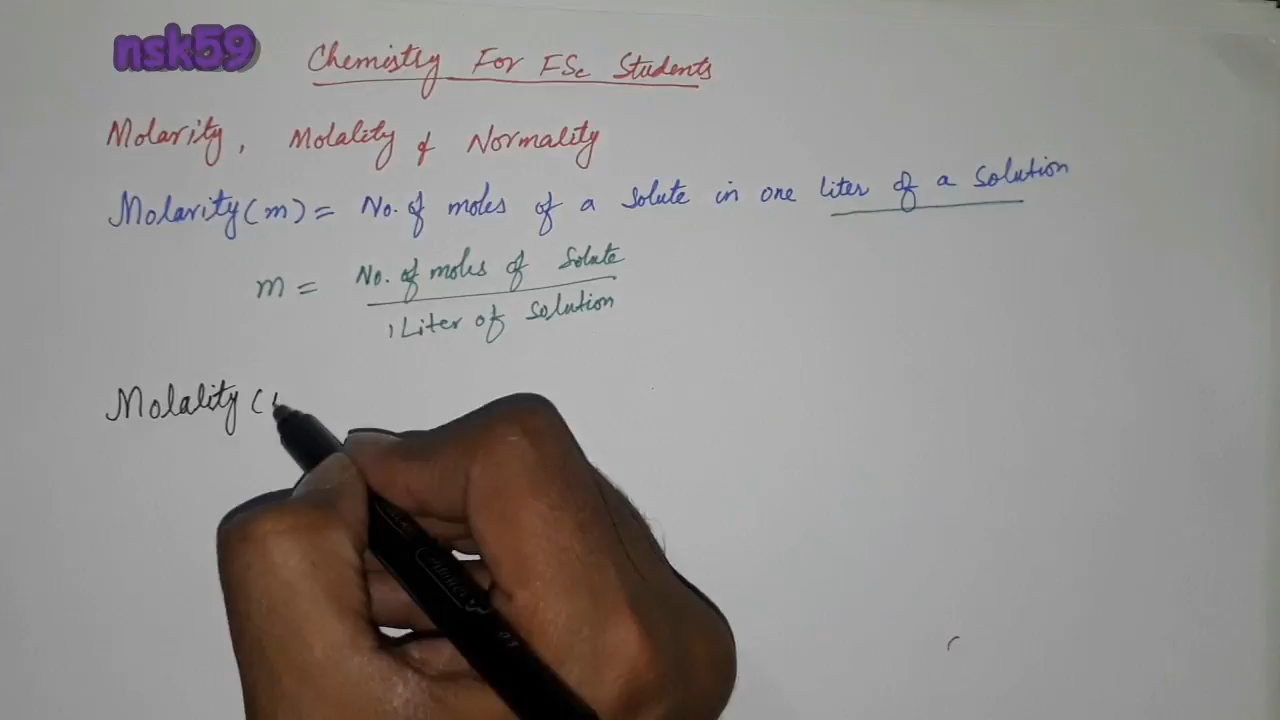 nsk59
Chemistry For FSc Students
Molarity, Molality & Normality
Molarity (m) = No. of moles of a solute in one liter of a solution
m = No. of moles of solute
1 Liter of solution
Molality (